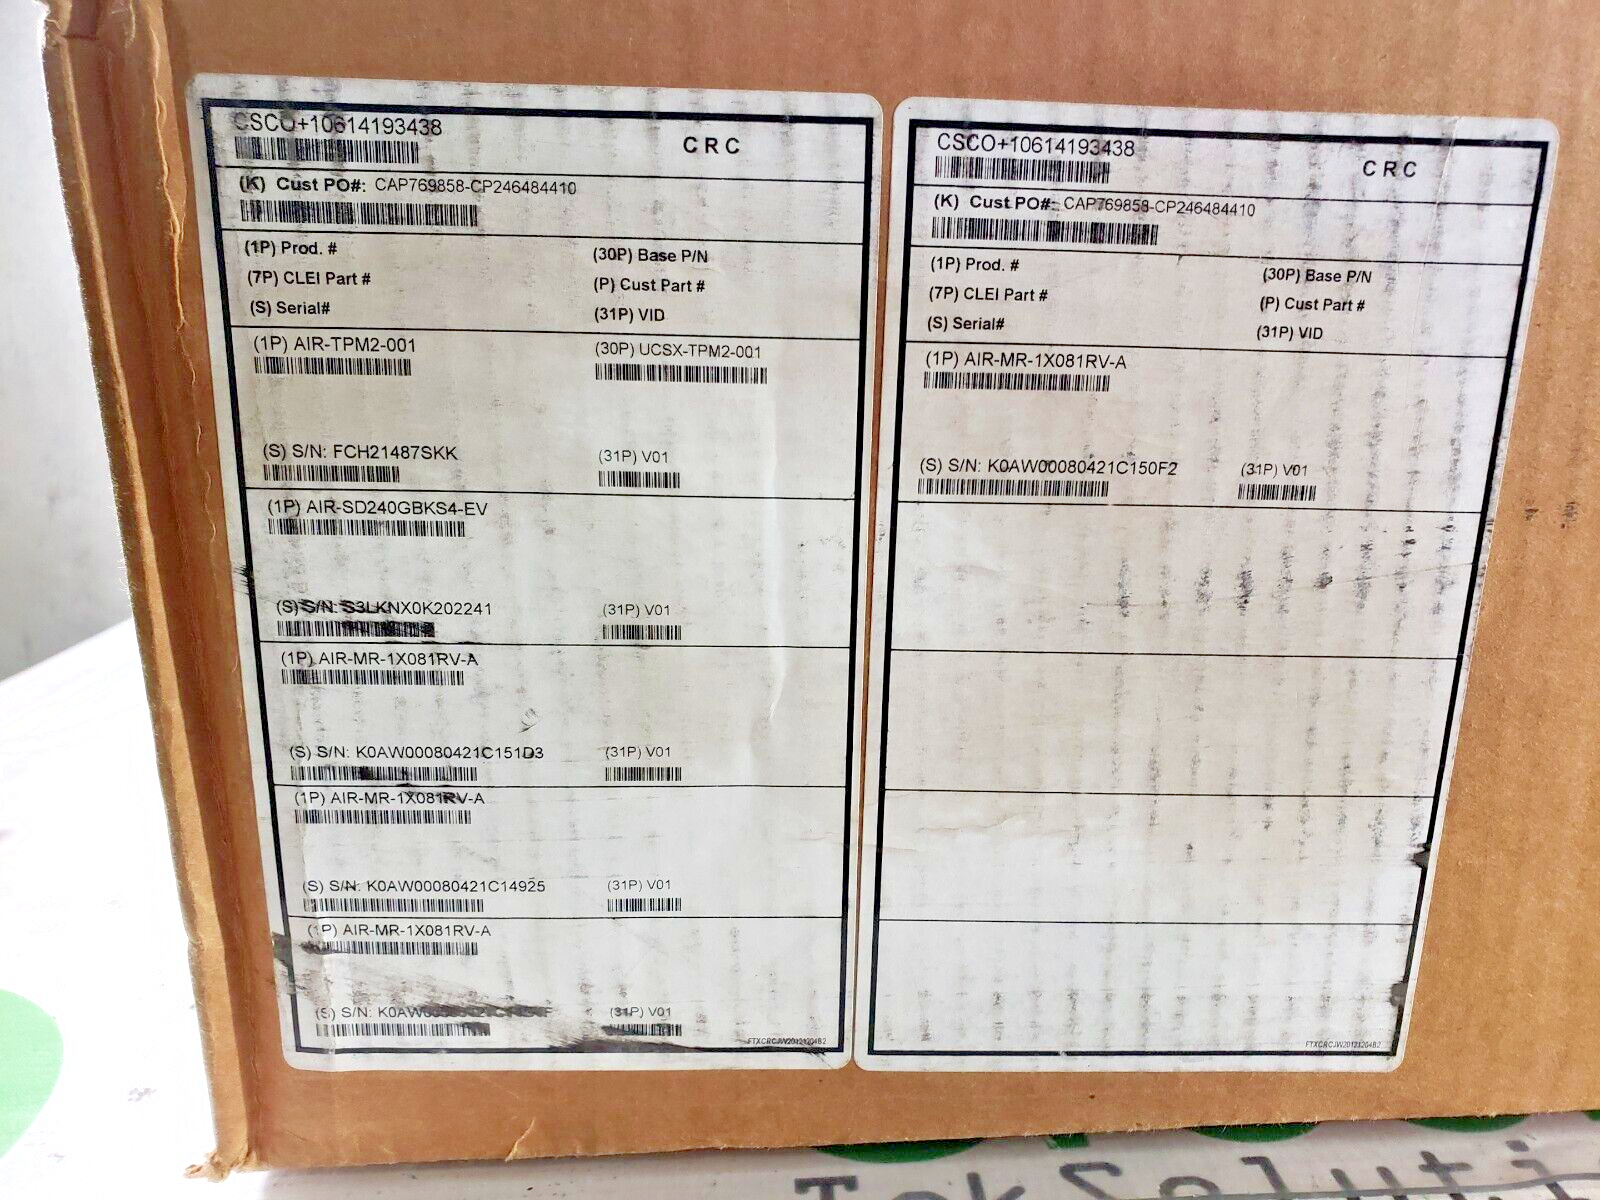 CSCO+10614193438
CRC
(K) Cust PO#: CAP769858-CP246484410
(1P) Prod. #
(30P) Base P/N
(7P) CLEI Part #
(P) Cust Part #
(S) Serial#
(31P) VID
(1P) AIR-TPM2-001
(30P) UCSX-TPM2-001
(S) S/N: FCH21487SKK
(31P) V01
(1P) AIR-SD240GBKS4-EV
(S) S/N: S3LKNX0K202241
(31P) V01
(1P) AIR-MR-1X081RV-A
(S) S/N: K0AW00080421C151D3
(31P) V01
(1P) AIR-MR-1X081RV-A
(S) S/N: K0AW00080421C14925
(31P) V01
(1P) AIR-MR-1X081RV-A
(S) S/N:
(31P) V01
CSCO+10614193438
CRC
(K) Cust PO#: CAP769858-CP246484410
(1P) Prod. #
(30P) Base P/N
(7P) CLEI Part #
(P) Cust Part #
(S) Serial#
(31P) VID
(1P) AIR-MR-1X081RV-A
(S) S/N: K0AW00080421C150F2
(31P) V01